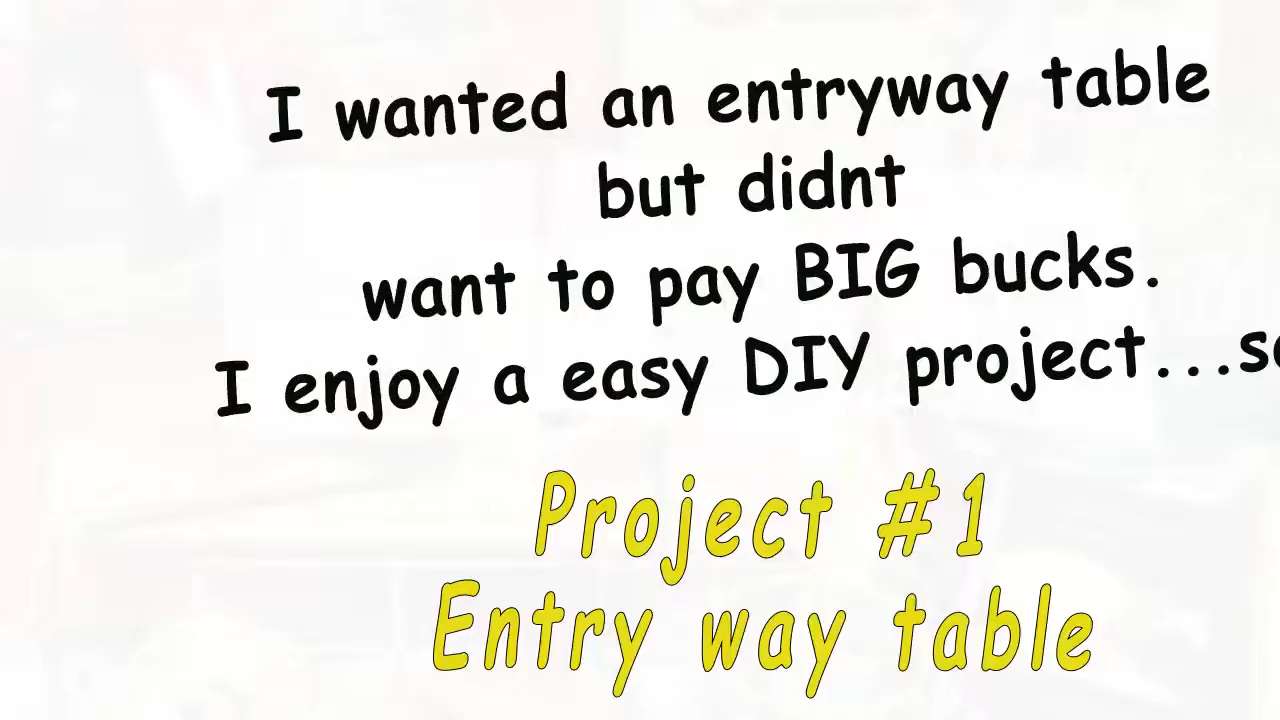 I wanted an entryway table
but didnt
want to pay BIG bucks.
I enjoy a easy DIY project...so
Project #1
Entry way table